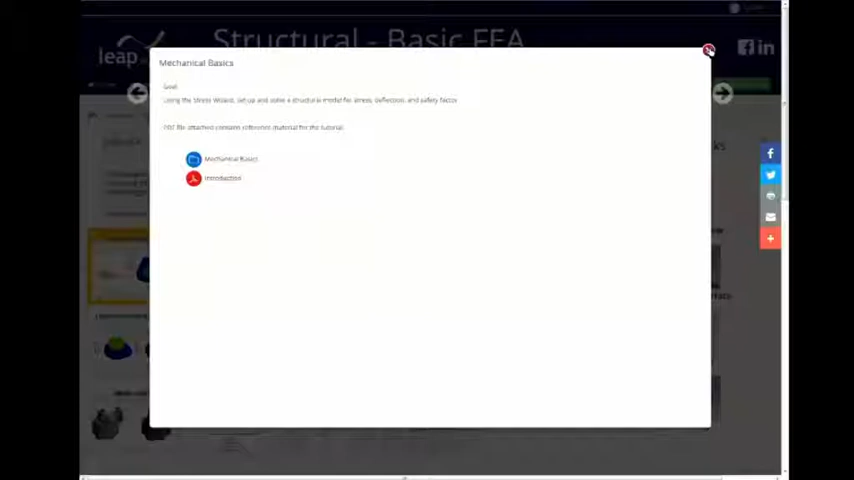 Structural - Basic FEA
leap
Mechanical Basics
Goal:
Using the Stress Wizard, set up and solve a structural model for stress, deflection, and safety factor
PDF file attached contains reference material for the tutorial.
Mechanical Basics
Introduction